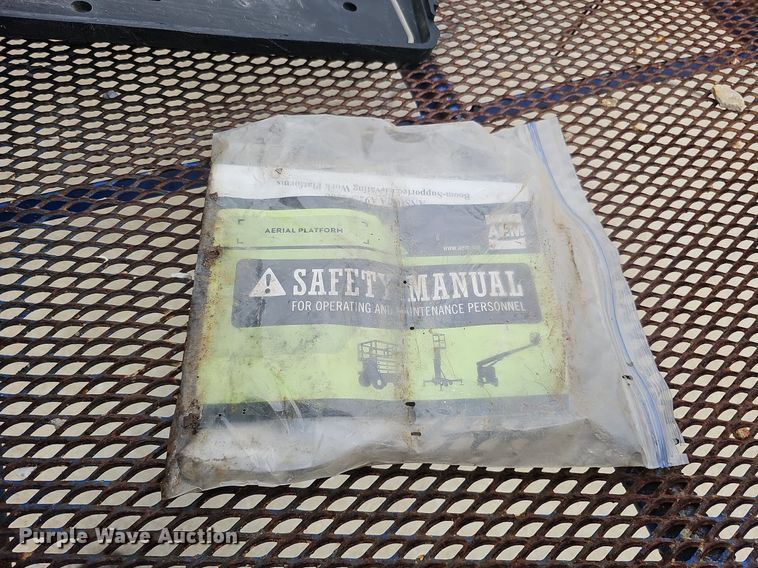 Boom-Supported Elevating Work Platforms
AERIAL PLATFORM
AEM
SAFETY MANUAL
FOR OPERATING AND MAINTENANCE PERSONNEL
Purple Wave Auction